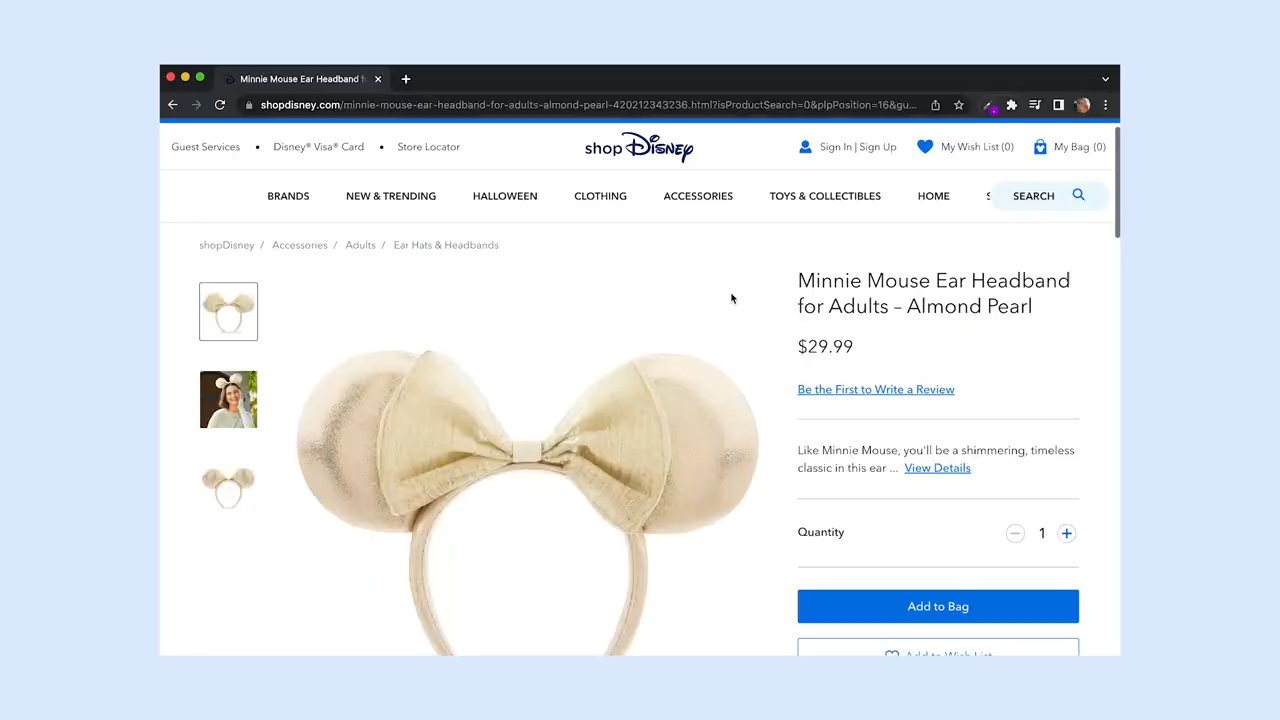 Minnie Mouse Ear Headband f
shopdisney.com/minnie-mouse-ear-headband-for-adults-almond-pearl-420212343236.html?isProductSearch=0&plpPosition=16&gu...
Guest Services • Disney® Visa® Card • Store Locator
shop Disney
Sign In | Sign Up
My Wish List (0)
My Bag (0)
BRANDS NEW & TRENDING HALLOWEEN CLOTHING ACCESSORIES TOYS & COLLECTIBLES HOME S SEARCH
shopDisney / Accessories / Adults / Ear Hats & Headbands
Minnie Mouse Ear Headband
for Adults – Almond Pearl
$29.99
Be the First to Write a Review
Like Minnie Mouse, you'll be a shimmering, timeless
classic in this ear ... View Details
Quantity 1
Add to Bag
Add to Wish List